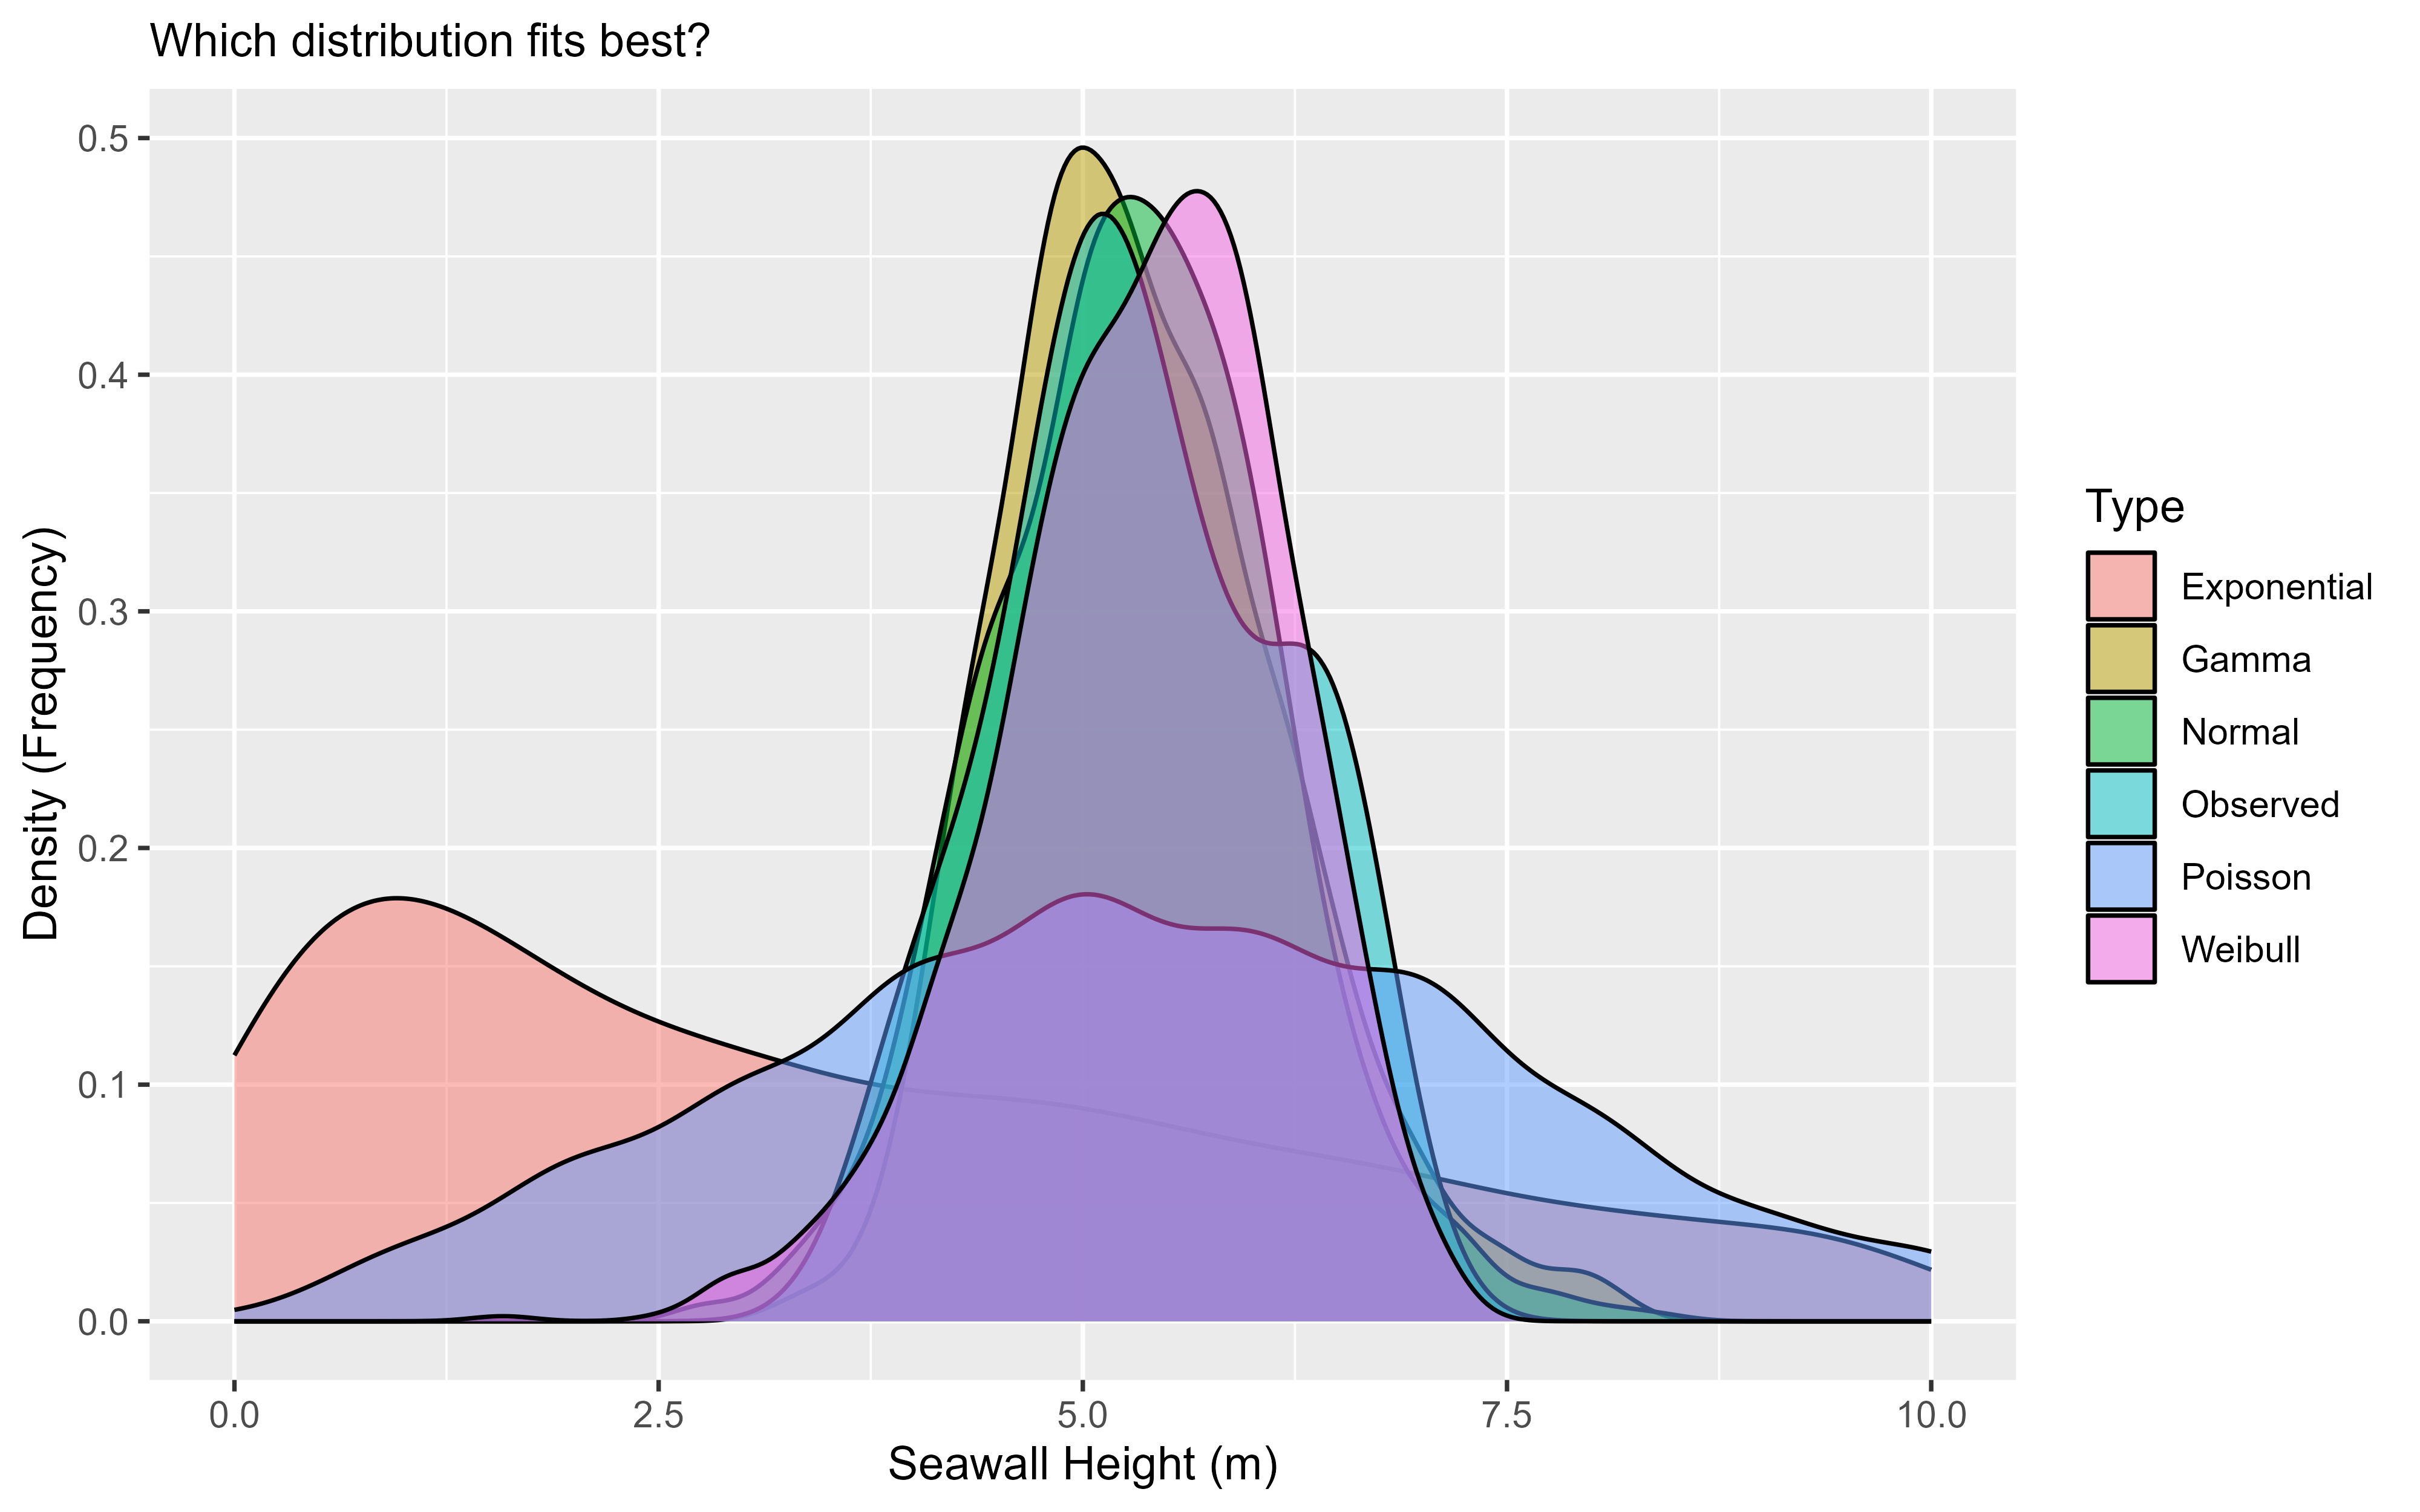 Which distribution fits best?
Density (Frequency)
0.5
0.4
0.3
0.2
0.1
0.0
0.0
2.5
5.0
7.5
10.0
Seawall Height (m)
Type
Exponential
Gamma
Normal
Observed
Poisson
Weibull